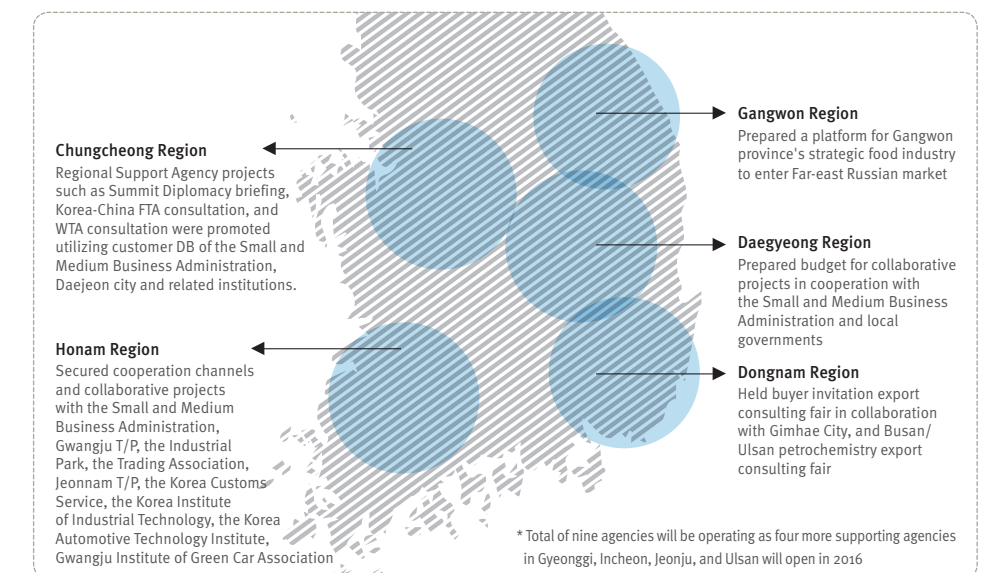 Chungcheong Region
Regional Support Agency projects
such as Summit Diplomacy briefing,
Korea-China FTA consultation, and
WTA consultation were promoted
utilizing customer DB of the Small and
Medium Business Administration,
Daejeon city and related institutions.
Honam Region
Secured cooperation channels
and collaborative projects
with the Small and Medium
Business Administration,
Gwangju T/P, the Industrial
Park, the Trading Association,
Jeonnam T/P, the Korea Customs
Service, the Korea Institute
of Industrial Technology, the Korea
Automotive Technology Institute,
Gwangju Institute of Green Car Association
Gangwon Region
Prepared a platform for Gangwon
province's strategic food industry
to enter Far-east Russian market
Daegyeong Region
Prepared budget for collaborative
projects in cooperation with
the Small and Medium Business
Administration and local
governments
Dongnam Region
Held buyer invitation export
consulting fair in collaboration
with Gimhae City, and Busan/
Ulsan petrochemistry export
consulting fair
* Total of nine agencies will be operating as four more supporting agencies
in Gyeonggi, Incheon, Jeonju, and Ulsan will open in 2016